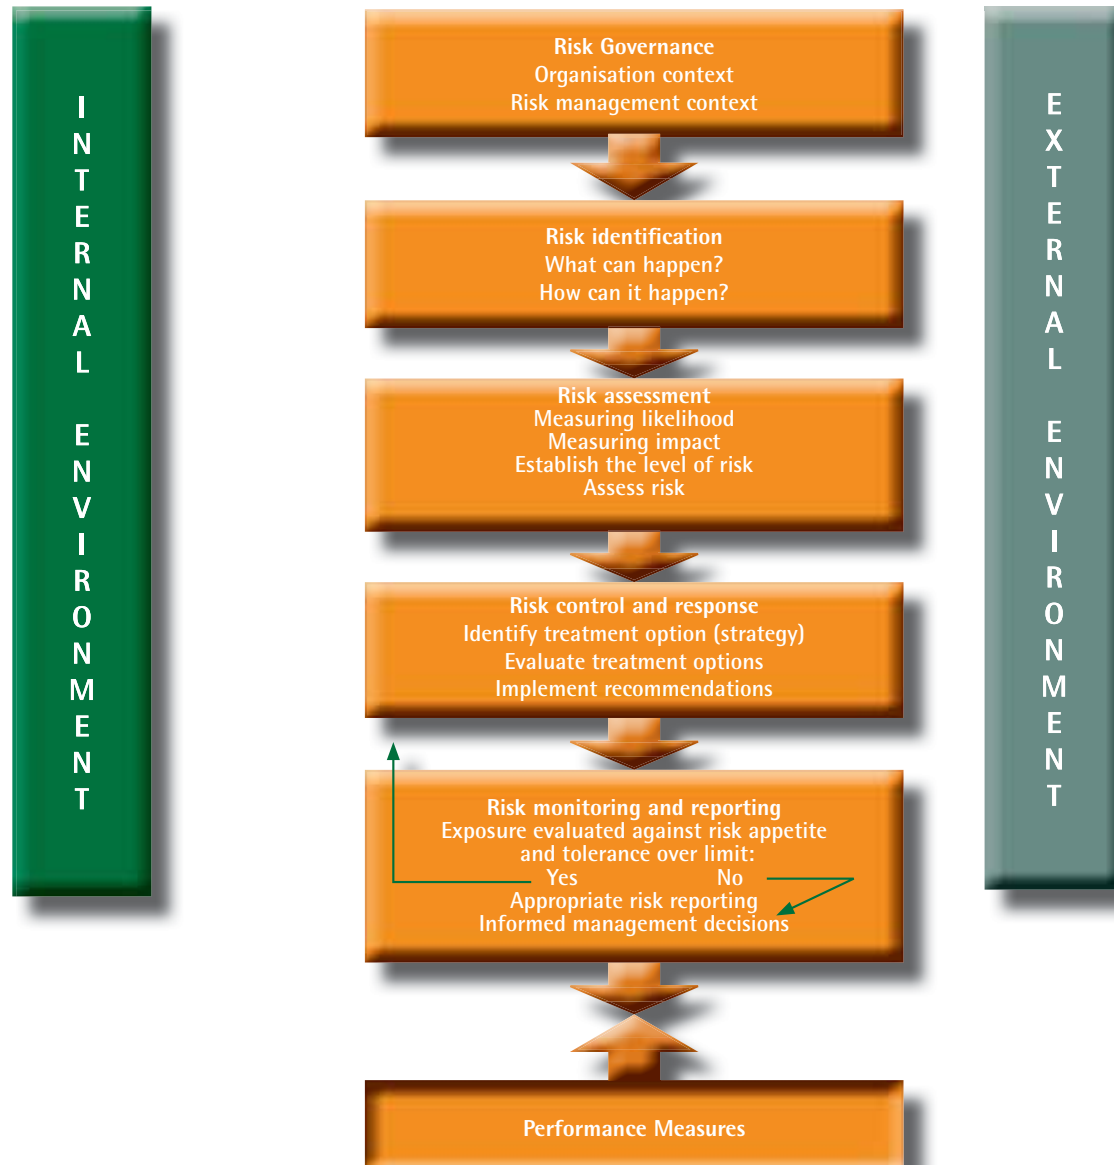 INTERNAL ENVIRONMENT
Risk Governance
Organisation context
Risk management context
Risk identification
What can happen?
How can it happen?
Risk assessment
Measuring likelihood
Measuring impact
Establish the level of risk
Assess risk
Risk control and response
Identify treatment option (strategy)
Evaluate treatment options
Implement recommendations
Risk monitoring and reporting
Exposure evaluated against risk appetite
and tolerance over limit:
Yes No
Appropriate risk reporting
Informed management decisions
Performance Measures
EXTERNAL ENVIRONMENT